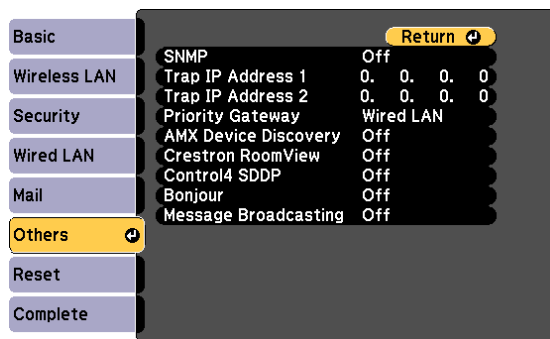 Basic
Wireless LAN
Security
Wired LAN
Mail
Others
Reset
Complete
Return
SNMP Off
Trap IP Address 1 0. 0. 0. 0
Trap IP Address 2 0. 0. 0. 0
Priority Gateway Wired LAN
AMX Device Discovery Off
Crestron RoomView Off
Control4 SDDP Off
Bonjour Off
Message Broadcasting Off